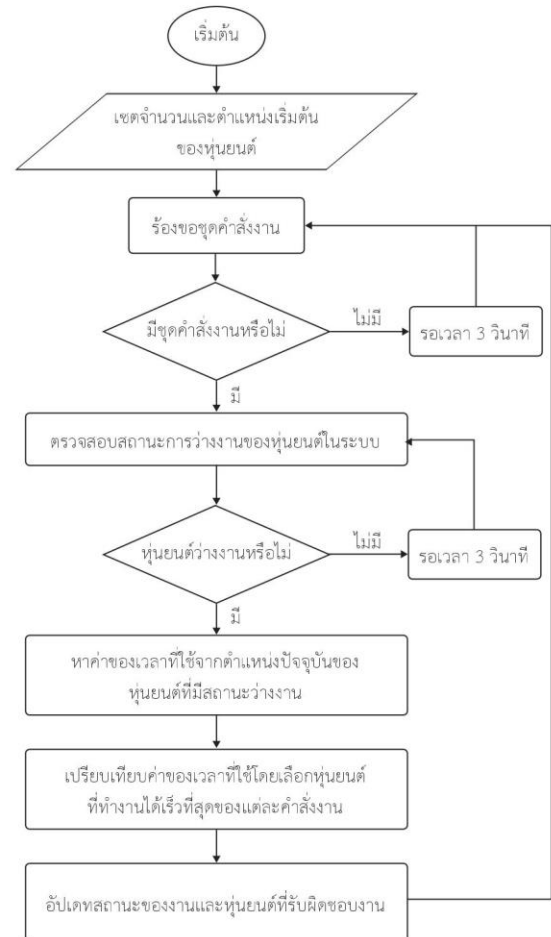 เริ่มต้น
เซตจำนวนและตำแหน่งเริ่มต้น
ของหุ่นยนต์
ร้องขอชุดคำสั่งงาน
มีชุดคำสั่งงานหรือไม่
ไม่มี
รอเวลา 3 วินาที
มี
ตรวจสอบสถานะการว่างงานของหุ่นยนต์ในระบบ
หุ่นยนต์ว่างงานหรือไม่
ไม่มี
รอเวลา 3 วินาที
มี
หาค่าของเวลาที่ใช้จากตำแหน่งปัจจุบันของ
หุ่นยนต์ที่มีสถานะว่างงาน
เปรียบเทียบค่าของเวลาที่ใช้โดยเลือกหุ่นยนต์
ที่ทำงานได้เร็วที่สุดของแต่ละคำสั่งงาน
อัปเดทสถานะของงานและหุ่นยนต์ที่รับผิดชอบงาน